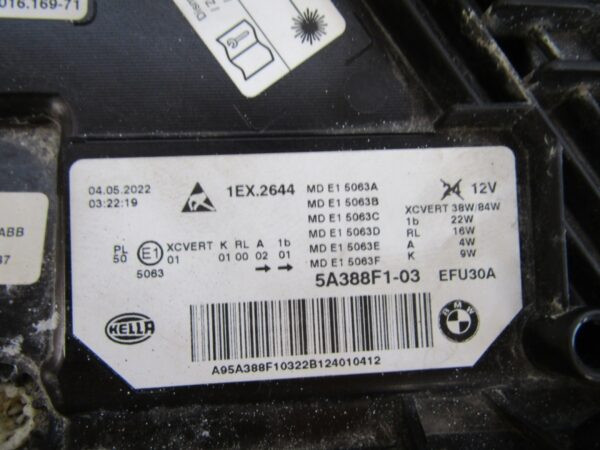 016.169-71
04.05.2022
03:22:19
1EX.2644
MD E1 5063A
MD E1 5063B
MD E1 5063C
MD E1 5063D
MD E1 5063E
MD E1 5063F
24 12V
XCVERT 38W/84W
1b 22W
RL 16W
A 4W
K 9W
ABB
37
PL
50
E1
5063
XCVERT K RL A 1b
01 01 00 02 01
→ →
5A388F1-03 EFU30A
HELLA
BMW
A95A388F10322B124010412